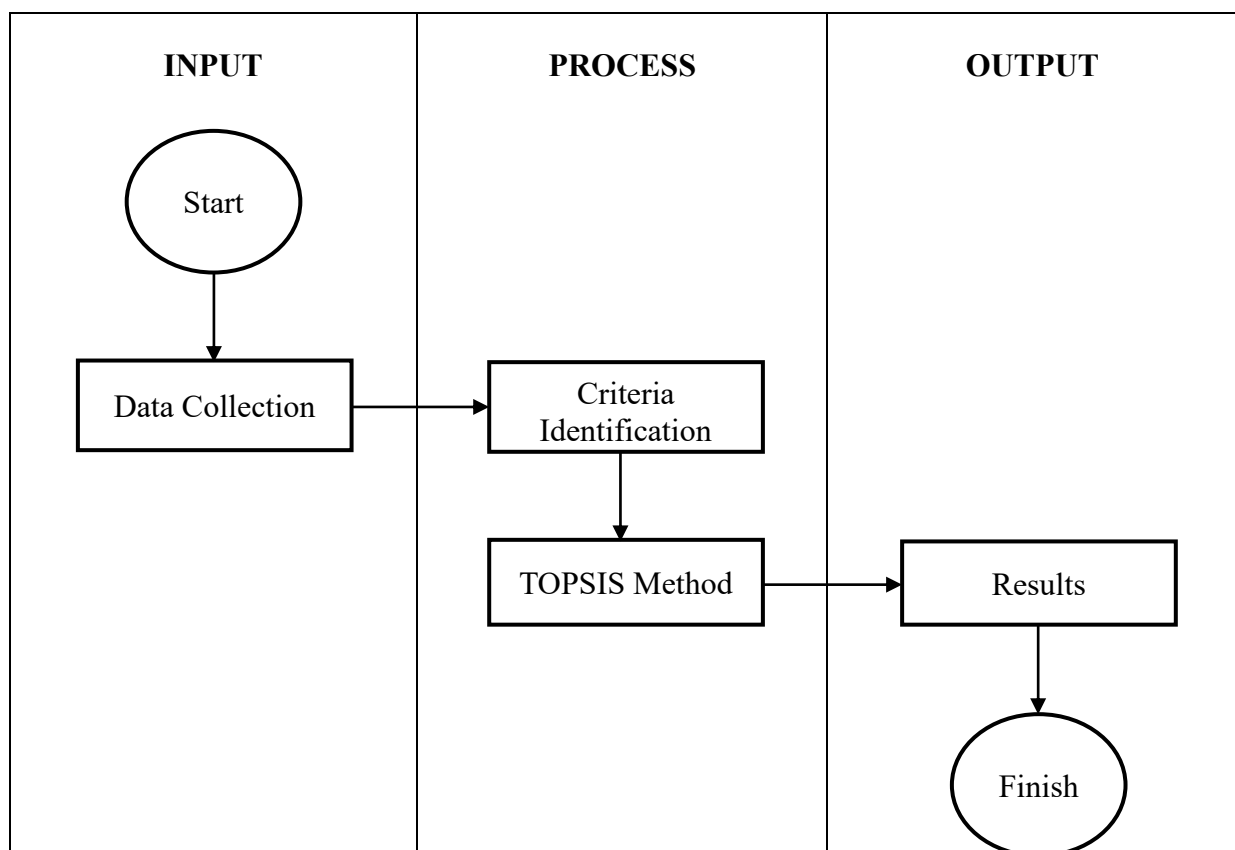 INPUT
PROCESS
OUTPUT
Start
Data Collection
Criteria
Identification
TOPSIS Method
Results
Finish